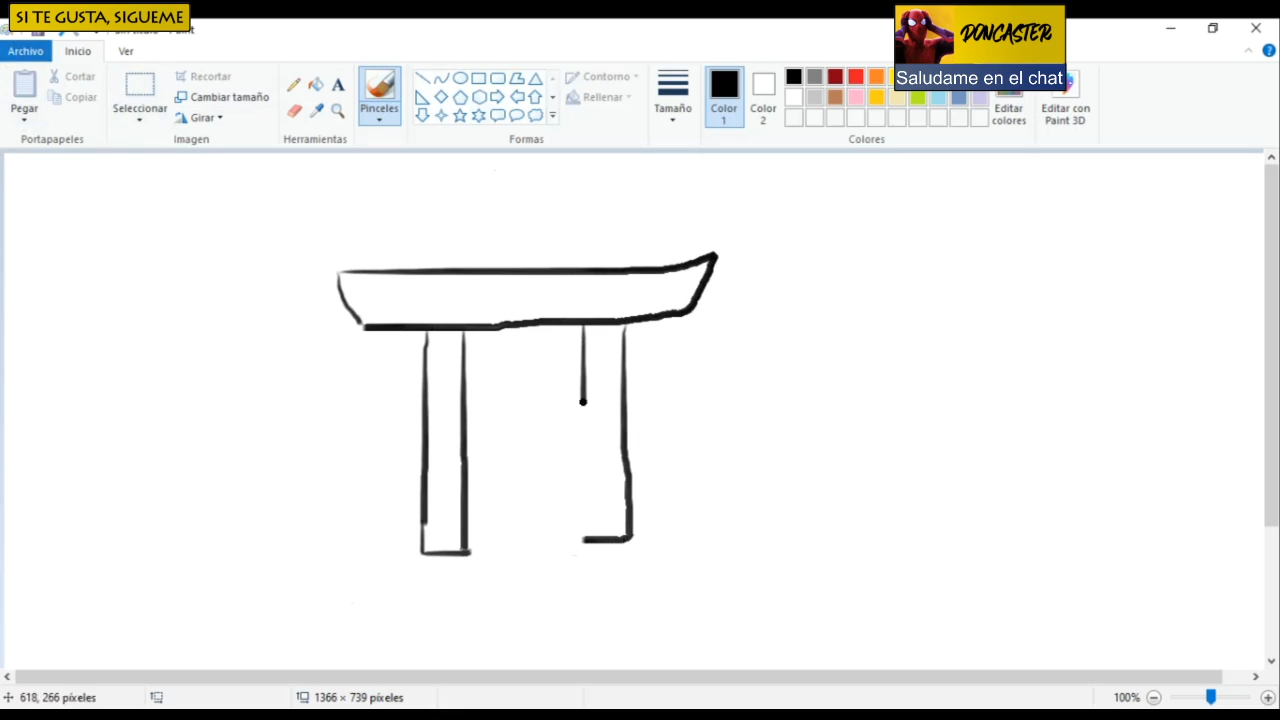 SI TE GUSTA, SIGUEME
DONCASTER
Saludame en el chat
Archivo
Inicio
Ver
Pegar
Cortar
Copiar
Portapapeles
Seleccionar
Recortar
Cambiar tamaño
Girar
Imagen
A
Herramientas
Pinceles
Contorno
Rellenar
Formas
Tamaño
Color 1
Color 2
Editar colores
Editar con Paint 3D
Colores
618, 266 píxeles
1366 × 739 píxeles
100%